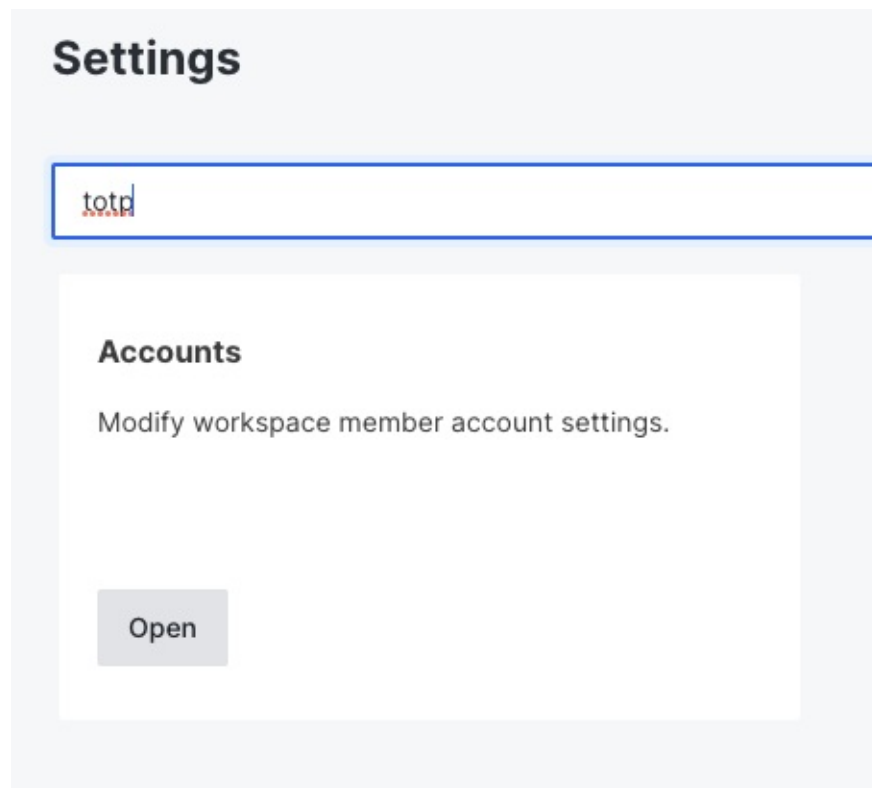 Settings
totp
Accounts
Modify workspace member account settings.
Open